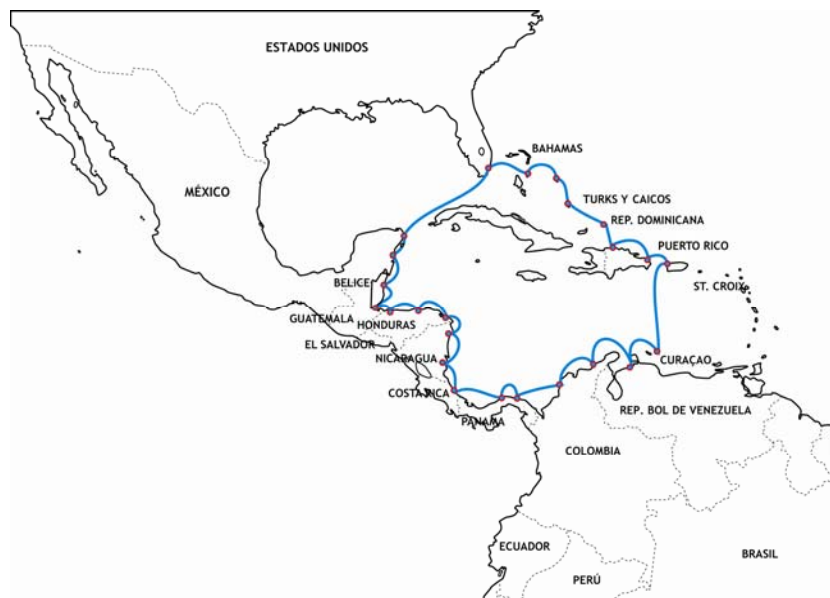 ESTADOS UNIDOS
BAHAMAS
MÉXICO
TURKS Y CAICOS
REP. DOMINICANA
PUERTO RICO
BELICE
ST. CROIX
GUATEMALA
HONDURAS
EL SALVADOR
NICARAGUA
CURAÇAO
COSTA RICA
REP. BOL DE VENEZUELA
PANAMA
COLOMBIA
ECUADOR
BRASIL
PERÚ